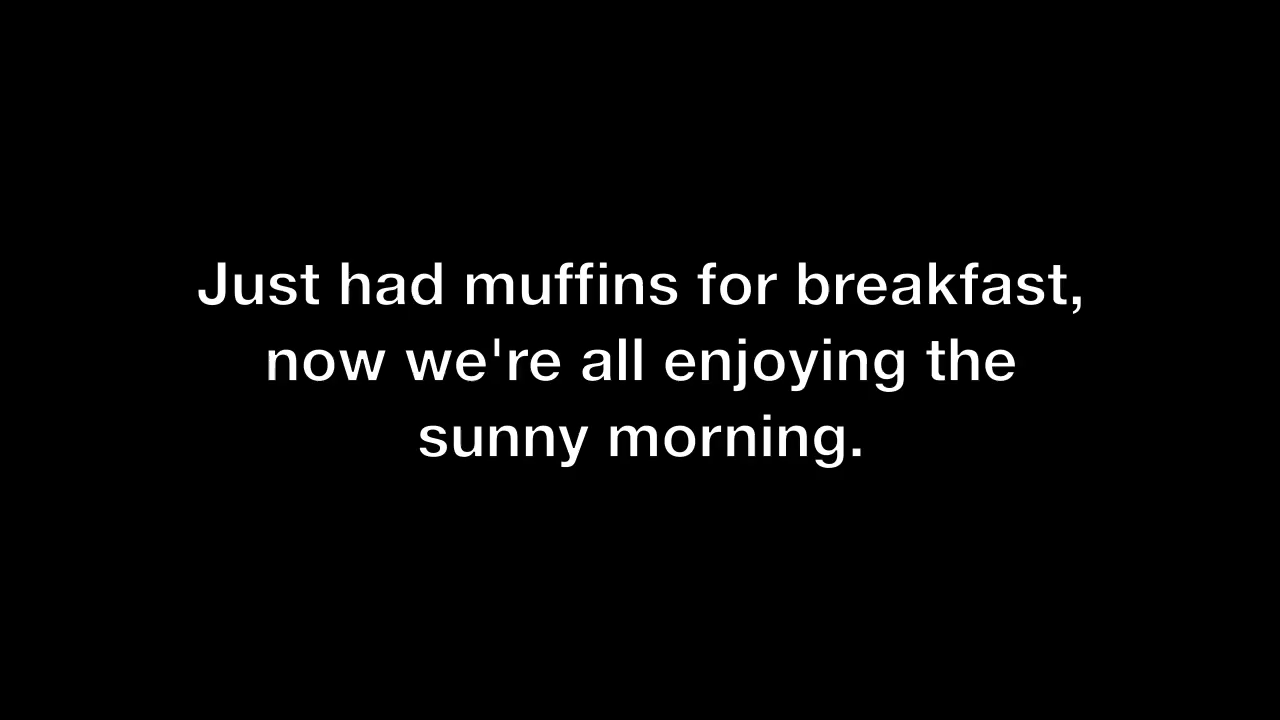 Just had muffins for breakfast,
now we're all enjoying the
sunny morning.